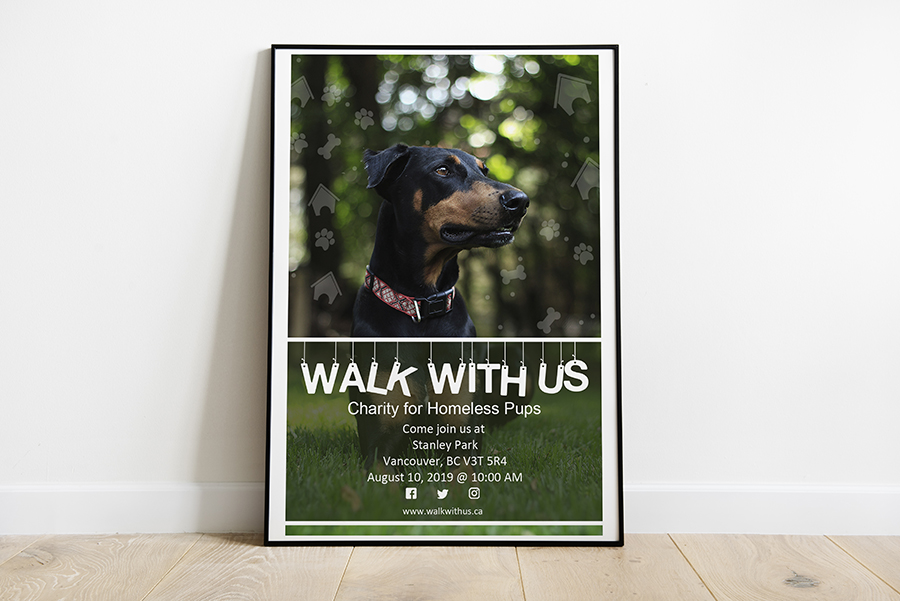 WALK WITH US
Charity for Homeless Pups
Come join us at
Stanley Park
Vancouver, BC V3T 5R4
August 10, 2019 @ 10:00 AM
www.walkwithus.ca